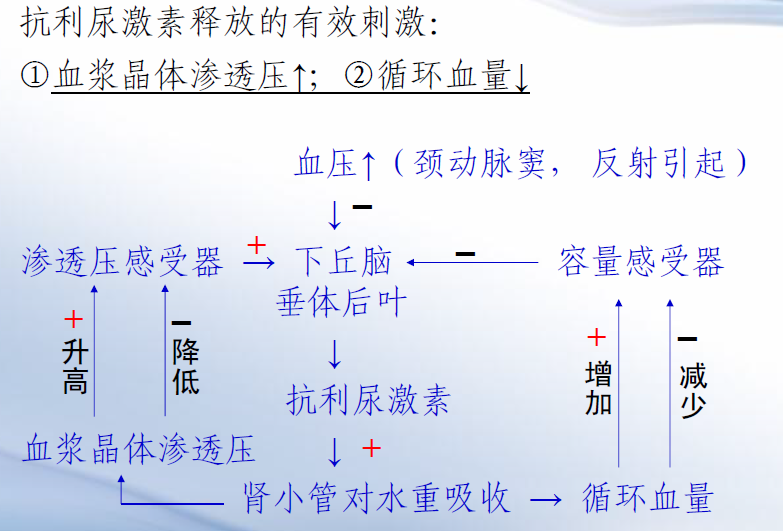 抗利尿激素释放的有效刺激：
①血浆晶体渗透压↑；②循环血量↓
血压↑（颈动脉窦， 反射引起）
↓ −
渗透压感受器 + → 下丘脑 ← − 容量感受器
垂体后叶
+ 升高
− 降低
↓
+ 增加
− 减少
抗利尿激素
血浆晶体渗透压
↓ +
肾小管对水重吸收 → 循环血量